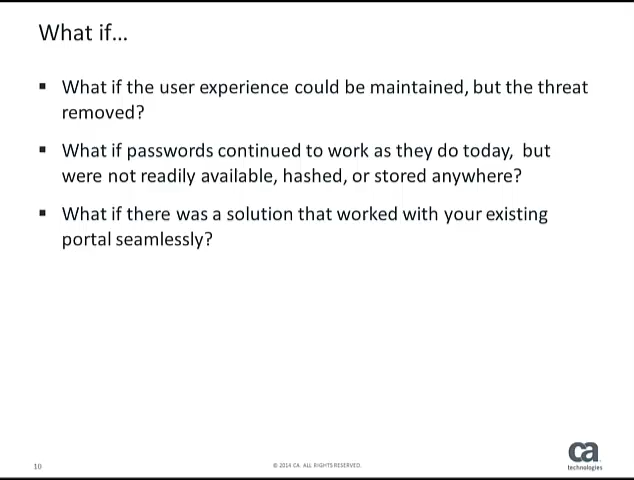 What if...
▪ What if the user experience could be maintained, but the threat
removed?
▪ What if passwords continued to work as they do today, but
were not readily available, hashed, or stored anywhere?
▪ What if there was a solution that worked with your existing
portal seamlessly?
10
© 2014 CA. ALL RIGHTS RESERVED.
ca
technologies